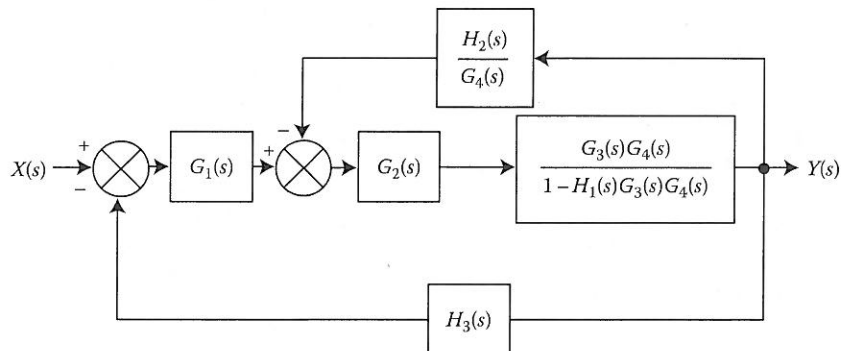 H₂(s)
G₄(s)
−
+
+
X(s)
G₁(s)
G₂(s)
G₃(s)G₄(s)
1−H₁(s)G₃(s)G₄(s)
Y(s)
−
H₃(s)